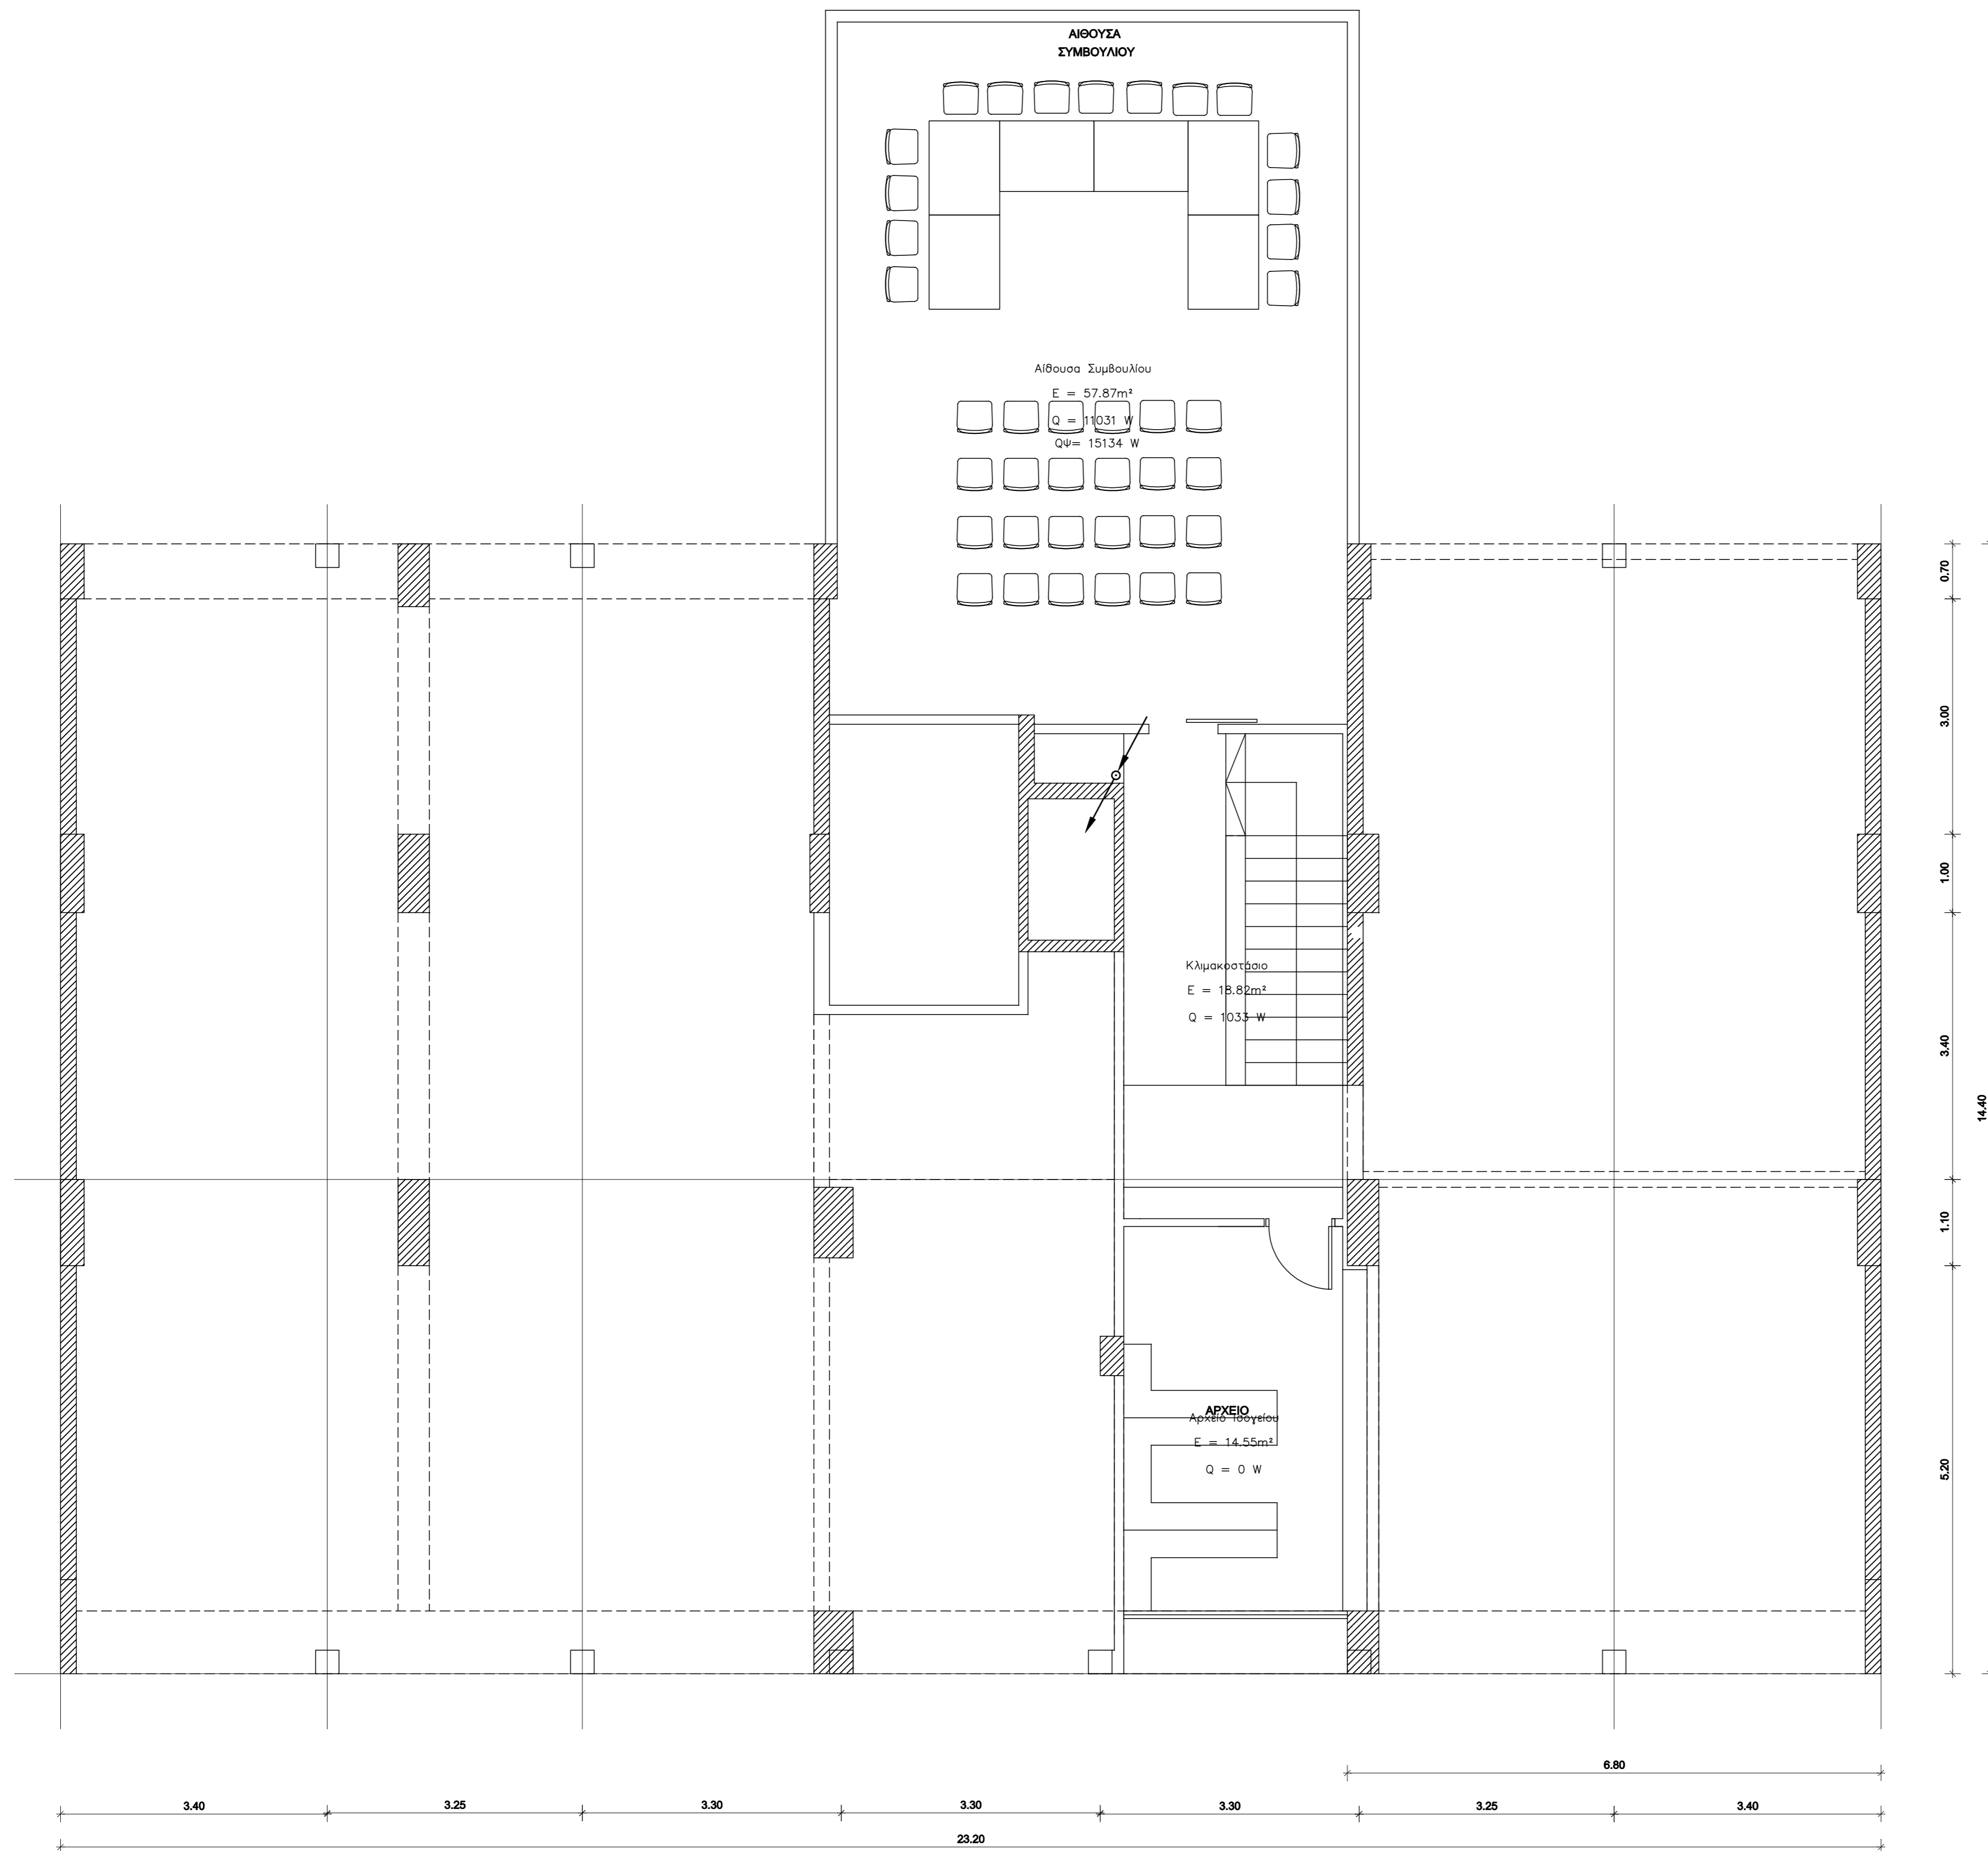 ΑΙΘΟΥΣΑ
ΣΥΜΒΟΥΛΙΟΥ
Αίθουσα Συμβουλίου
E = 57.87m²
Q = 11031 W
QΨ= 15134 W
0.70
3.00
1.00
Κλιμακοστάσιο
E = 18.82m²
Q = 1033 W
3.40
14.40
1.10
ΑΡΧΕΙΟ
Αρχείο Ισογείου
E = 14.55m²
Q = 0 W
5.20
6.80
3.40
3.25
3.30
3.30
3.30
3.25
3.40
23.20